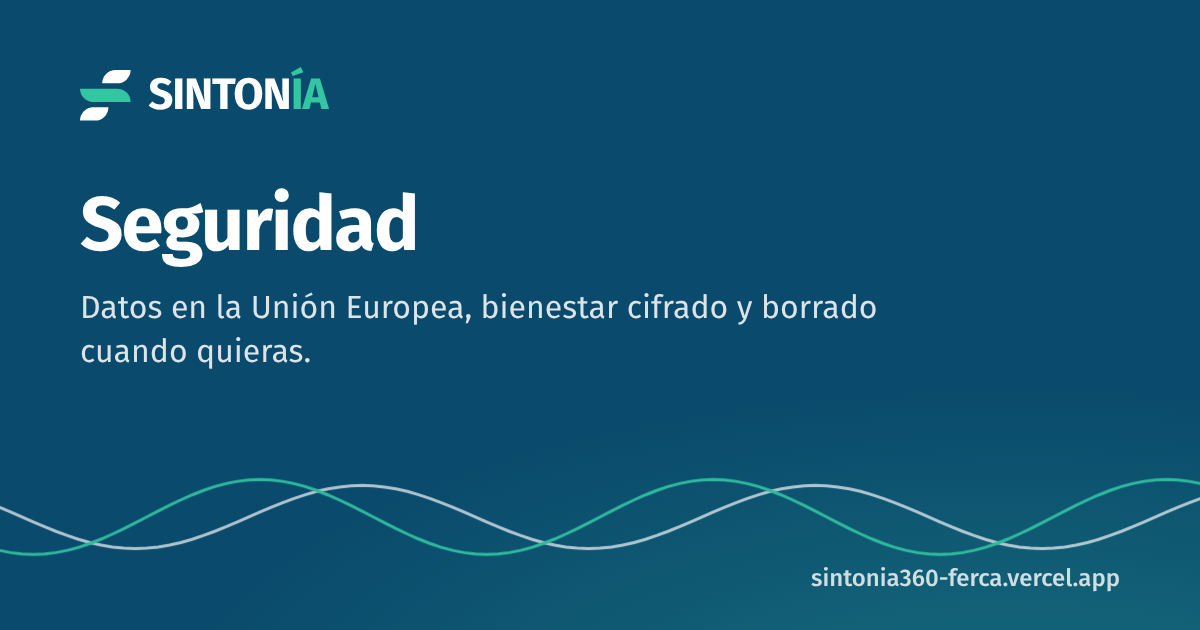 SINTONÍA
Seguridad
Datos en la Unión Europea, bienestar cifrado y borrado
cuando quieras.
sintonia360-ferca.vercel.app